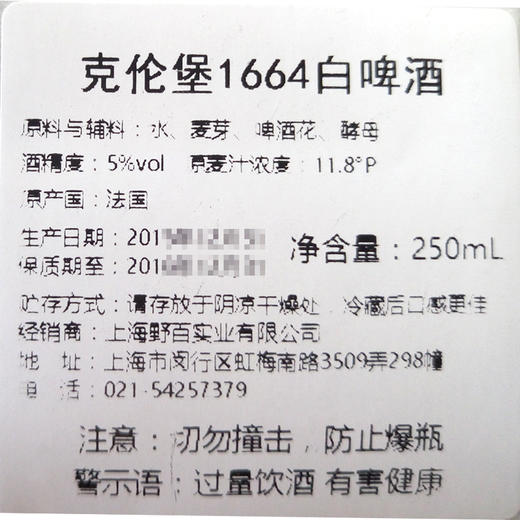 克伦堡1664白啤酒
原料与辅料：水、麦芽、啤酒花、酵母
酒精度：5%vol 原麦汁浓度：11.8°P
原产国：法国
生产日期：201
净含量：250mL
保质期至：201
贮存方式：请存放于阴凉干燥处，冷藏后口感更佳
经销商：上海野百实业有限公司
地 址：上海市闵行区虹梅南路3509弄298幢
电 话：021-54257379
注意：切勿撞击，防止爆瓶
警示语：过量饮酒 有害健康